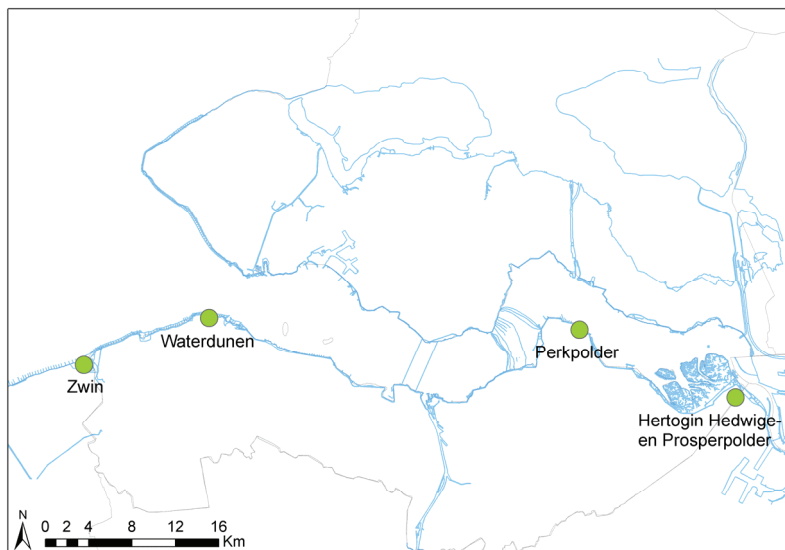 Waterdunen
Zwin
Perkpolder
Hertogin Hedwige-
en Prosperpolder
N
0 2 4 8 12 16
Km